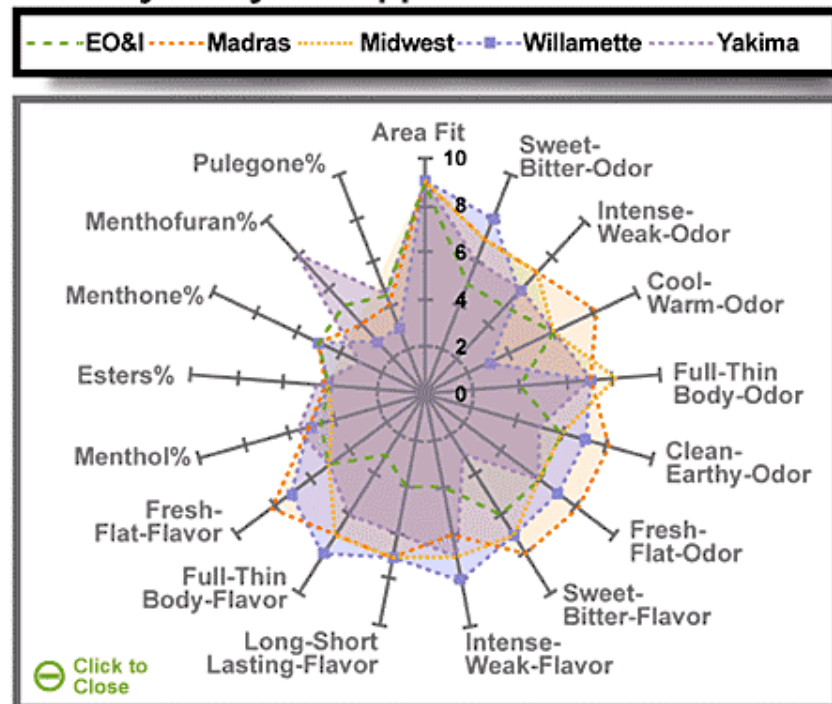 EO&I Madras Midwest Willamette Yakima
Area Fit
10
8
6
4
2
0
Sweet-
Bitter-Odor
Intense-
Weak-Odor
Cool-
Warm-Odor
Full-Thin
Body-Odor
Clean-
Earthy-Odor
Fresh-
Flat-Odor
Sweet-
Bitter-Flavor
Intense-
Weak-Flavor
Long-Short
Lasting-Flavor
Full-Thin
Body-Flavor
Fresh-
Flat-Flavor
Menthol%
Esters%
Menthone%
Menthofuran%
Pulegone%
Click to
Close